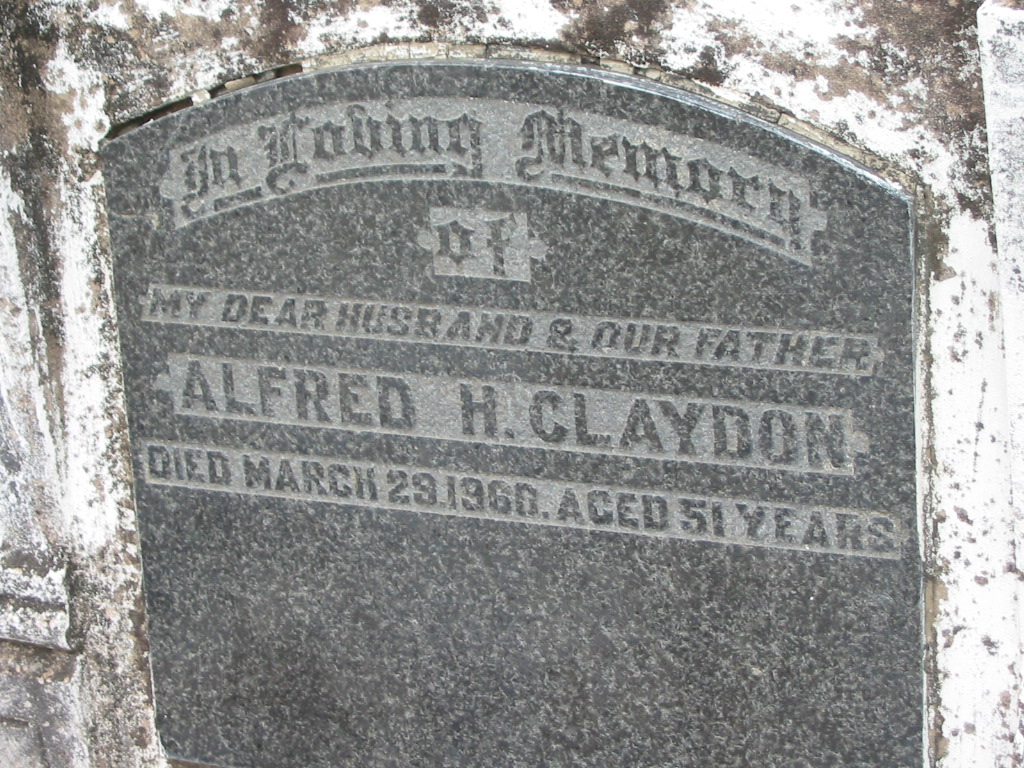 In Loving Memory
of
MY DEAR HUSBAND & OUR FATHER,
ALFRED H. CLAYDON.
DIED MARCH 29.1960. AGED 51 YEARS